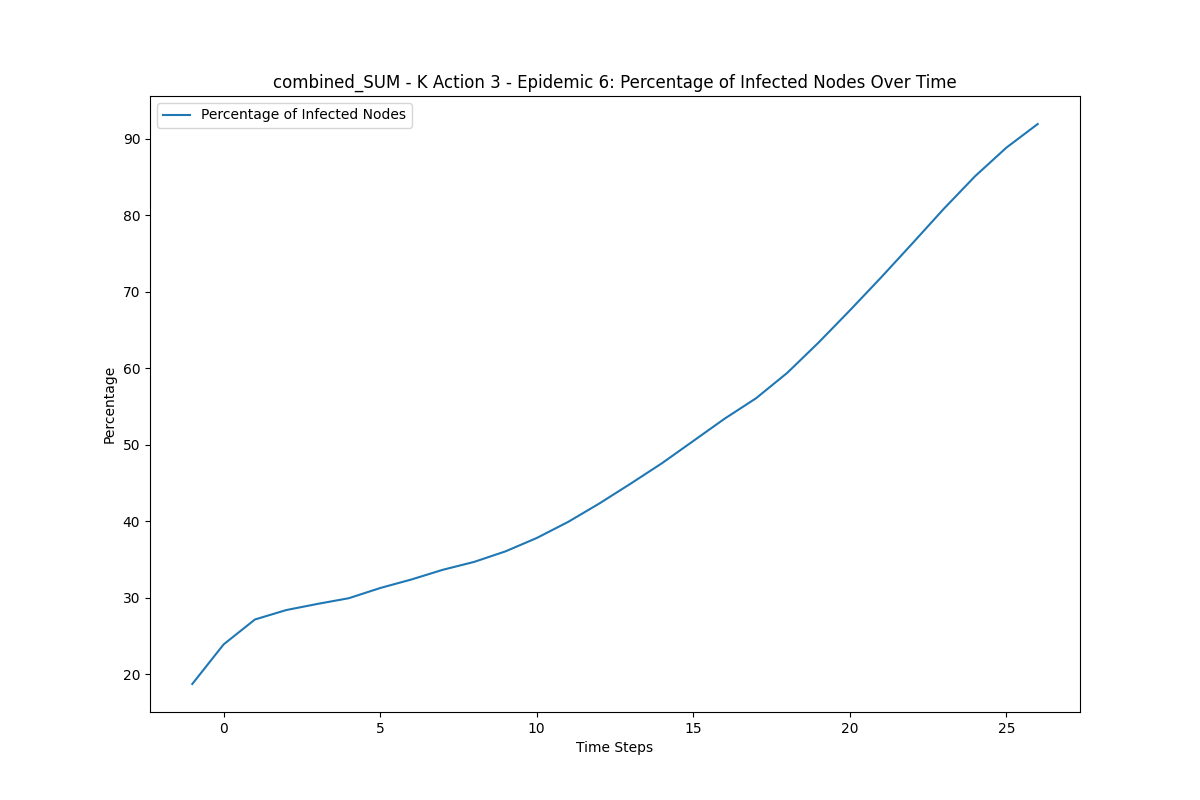 combined_SUM - K Action 3 - Epidemic 6: Percentage of Infected Nodes Over Time
Percentage of Infected Nodes
90
80
70
60
50
40
30
20
Percentage
0 5 10 15 20 25
Time Steps